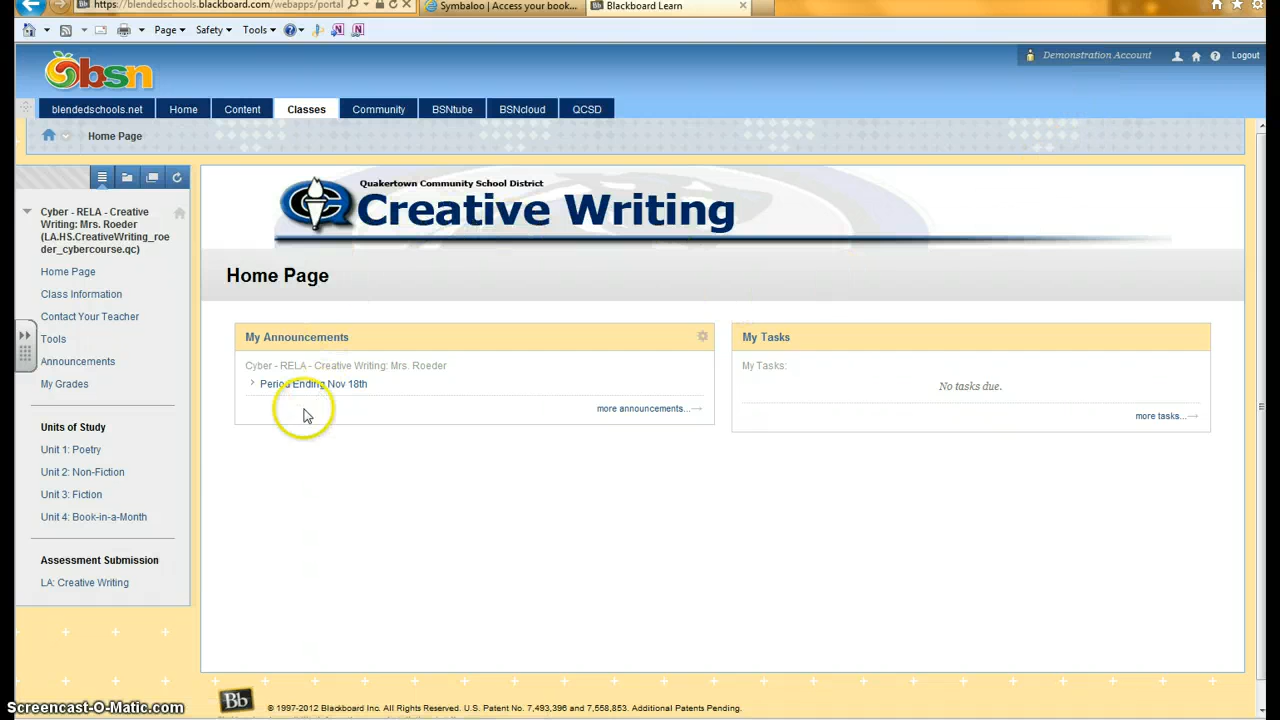 https://blendedschools.blackboard.com/webapps/portal
Symbaloo | Access your book...
Blackboard Learn
Page
Safety
Tools
Demonstration Account
Logout
bsn
blendedschools.net
Home
Content
Classes
Community
BSNtube
BSNcloud
QCSD
Home Page
Cyber - RELA - Creative
Writing: Mrs. Roeder
(LA.HS.CreativeWriting_roe
der_cybercourse.qc)
Home Page
Class Information
Contact Your Teacher
Tools
Announcements
My Grades
Units of Study
Unit 1: Poetry
Unit 2: Non-Fiction
Unit 3: Fiction
Unit 4: Book-in-a-Month
Assessment Submission
LA: Creative Writing
Quakertown Community School District
Creative Writing
Home Page
My Announcements
Cyber - RELA - Creative Writing: Mrs. Roeder
Period Ending Nov 18th
more announcements...
My Tasks
My Tasks:
No tasks due.
more tasks...
Bb
© 1997-2012 Blackboard Inc. All Rights Reserved. U.S. Patent No. 7,493,396 and 7,558,853. Additional Patents Pending.
Screencast-O-Matic.com